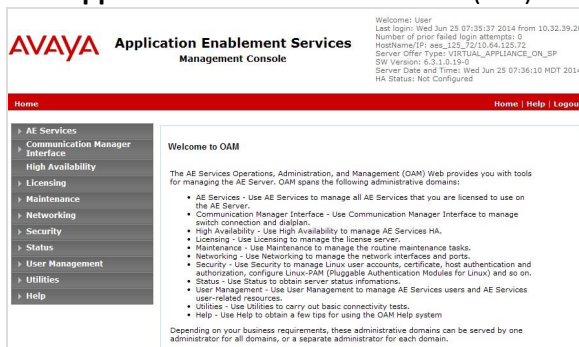 Welcome: User
Last login: Wed Jun 25 07:35:37 2014 from 10.32.39.20
Number of prior failed login attempts: 0
HostName/IP: aes_125_72/10.64.125.72
Server Offer Type: VIRTUAL_APPLIANCE_ON_SP
SW Version: 6.3.1.0.19-0
Server Date and Time: Wed Jun 25 07:36:10 MDT 2014
HA Status: Not Configured
AVAYA
Application Enablement Services
Management Console
Home
Home | Help | Logou
AE Services
Communication Manager
Interface
High Availability
Licensing
Maintenance
Networking
Security
Status
User Management
Utilities
Help
Welcome to OAM
The AE Services Operations, Administration, and Management (OAM) Web provides you with tools
for managing the AE Server. OAM spans the following administrative domains:
• AE Services - Use AE Services to manage all AE Services that you are licensed to use on
the AE Server.
• Communication Manager Interface - Use Communication Manager Interface to manage
switch connection and dialplan.
• High Availability - Use High Availability to manage AE Services HA.
• Licensing - Use Licensing to manage the license server.
• Maintenance - Use Maintenance to manage the routine maintenance tasks.
• Networking - Use Networking to manage the network interfaces and ports.
• Security - Use Security to manage Linux user accounts, certificate, host authentication and
authorization, configure Linux-PAM (Pluggable Authentication Modules for Linux) and so on.
• Status - Use Status to obtain server status infomations.
• User Management - Use User Management to manage AE Services users and AE Services
user-related resources.
• Utilities - Use Utilities to carry out basic connectivity tests.
• Help - Use Help to obtain a few tips for using the OAM Help system
Depending on your business requirements, these administrative domains can be served by one
administrator for all domains, or a separate administrator for each domain.